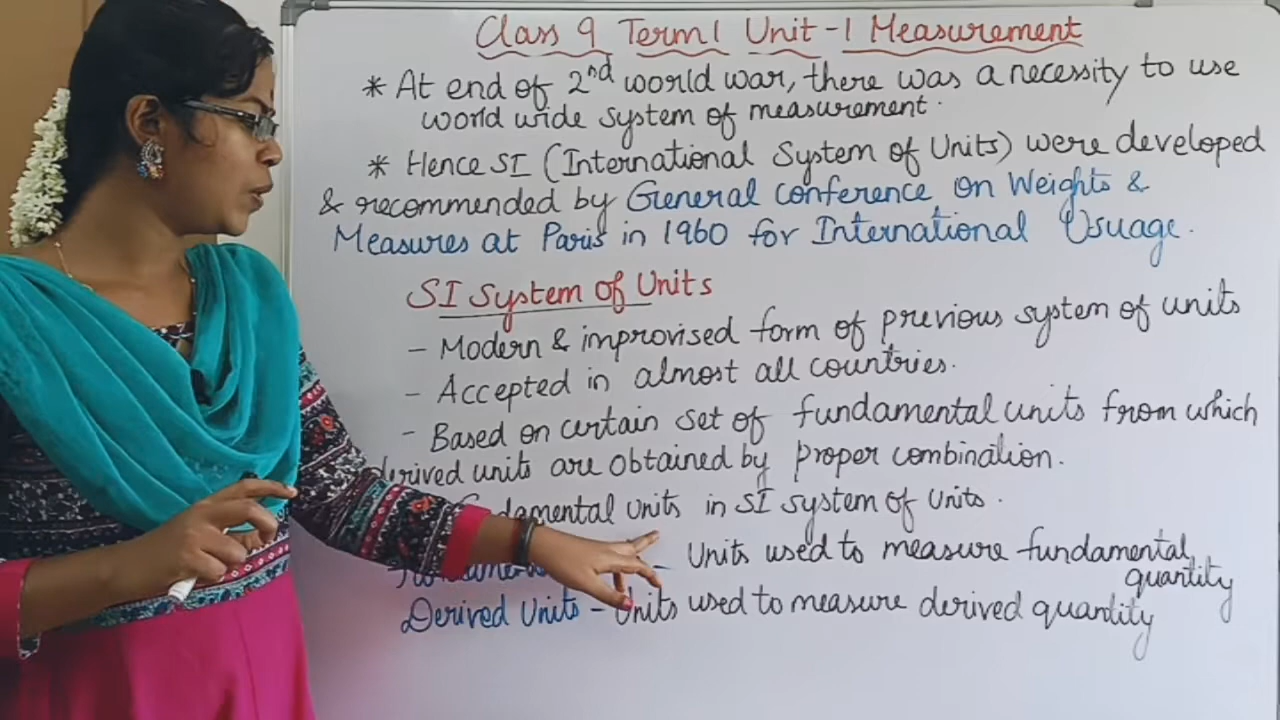 Class 9 Term 1 Unit - 1 Measurement
* At end of 2nd world war, there was a necessity to use
world wide system of measurement.
* Hence SI (International System of Units) were developed
& recommended by General conference on Weights &
Measures at Paris in 1960 for International Usuage.
SI System of Units
- Modern & improvised form of previous system of units
- Accepted in almost all countries.
- Based on certain set of fundamental units from which
derived units are obtained by proper combination.
units in SI system of Units.
- Units used to measure fundamental
quantity
Derived Units - Units used to measure derived quantity